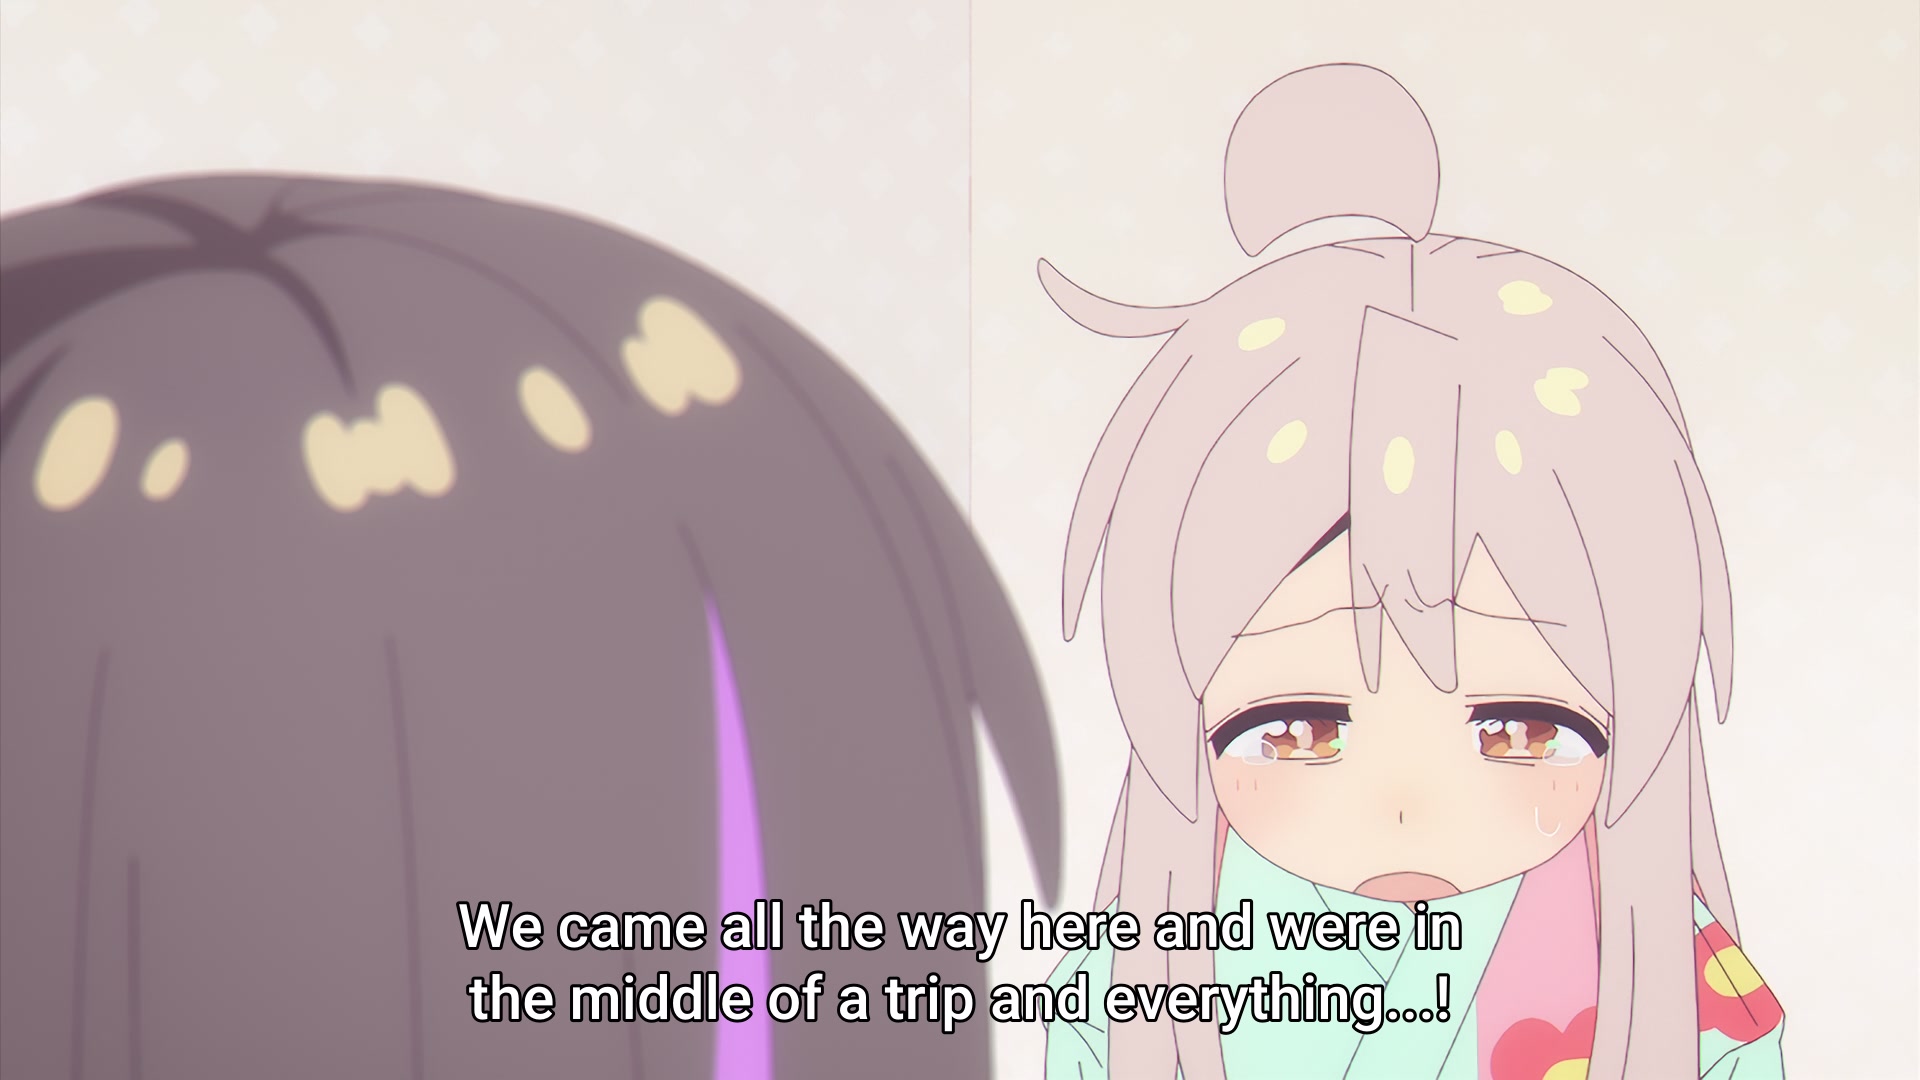 We came all the way here and were in
the middle of a trip and everything...!